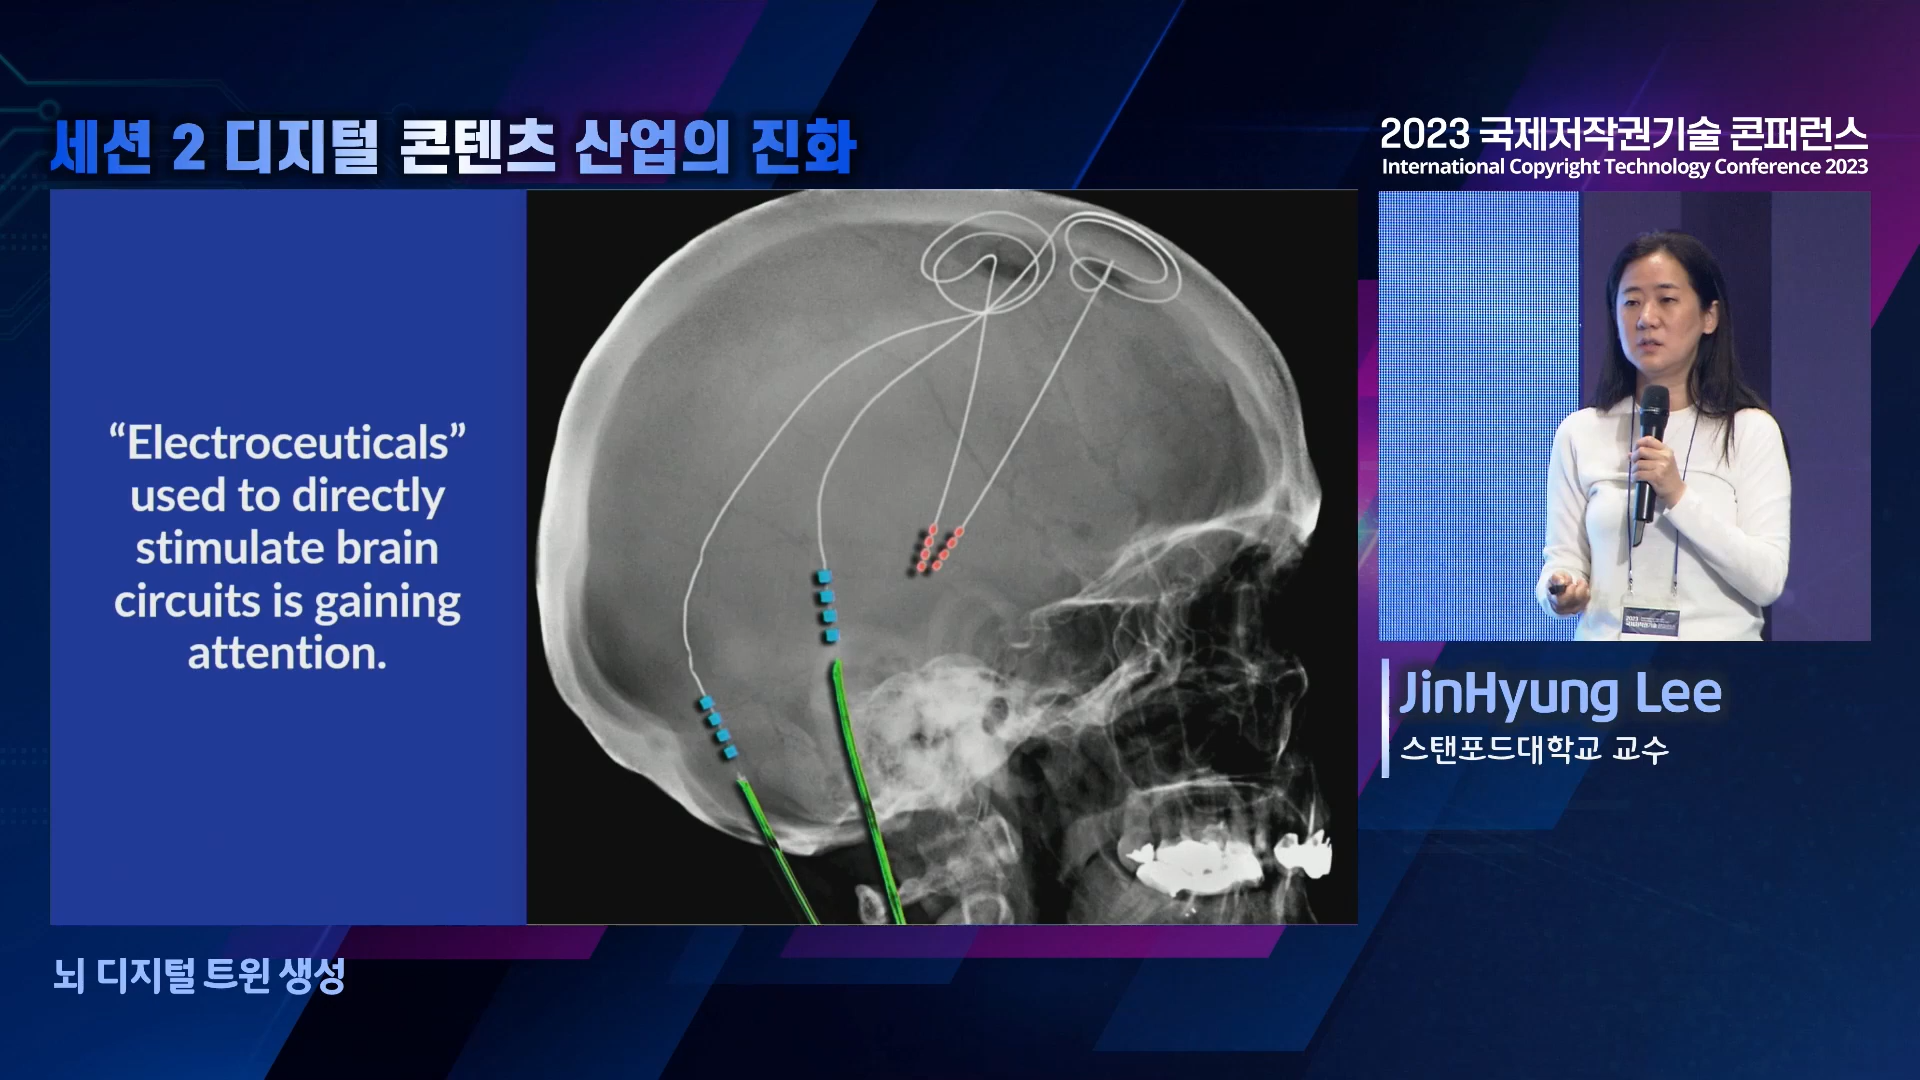 세션 2 디지털 콘텐츠 산업의 진화
2023 국제저작권기술 콘퍼런스
International Copyright Technology Conference 2023
“Electroceuticals”
used to directly
stimulate brain
circuits is gaining
attention.
JinHyung Lee
스탠포드대학교 교수
뇌 디지털 트윈 생성